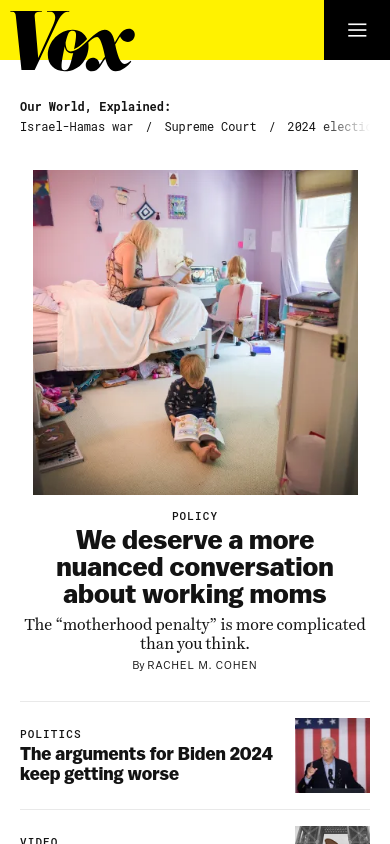 Vox
Our World, Explained:
Israel-Hamas war / Supreme Court / 2024 electi
POLICY
We deserve a more
nuanced conversation
about working moms
The “motherhood penalty” is more complicated
than you think.
By RACHEL M. COHEN
POLITICS
The arguments for Biden 2024
keep getting worse
VIDEO